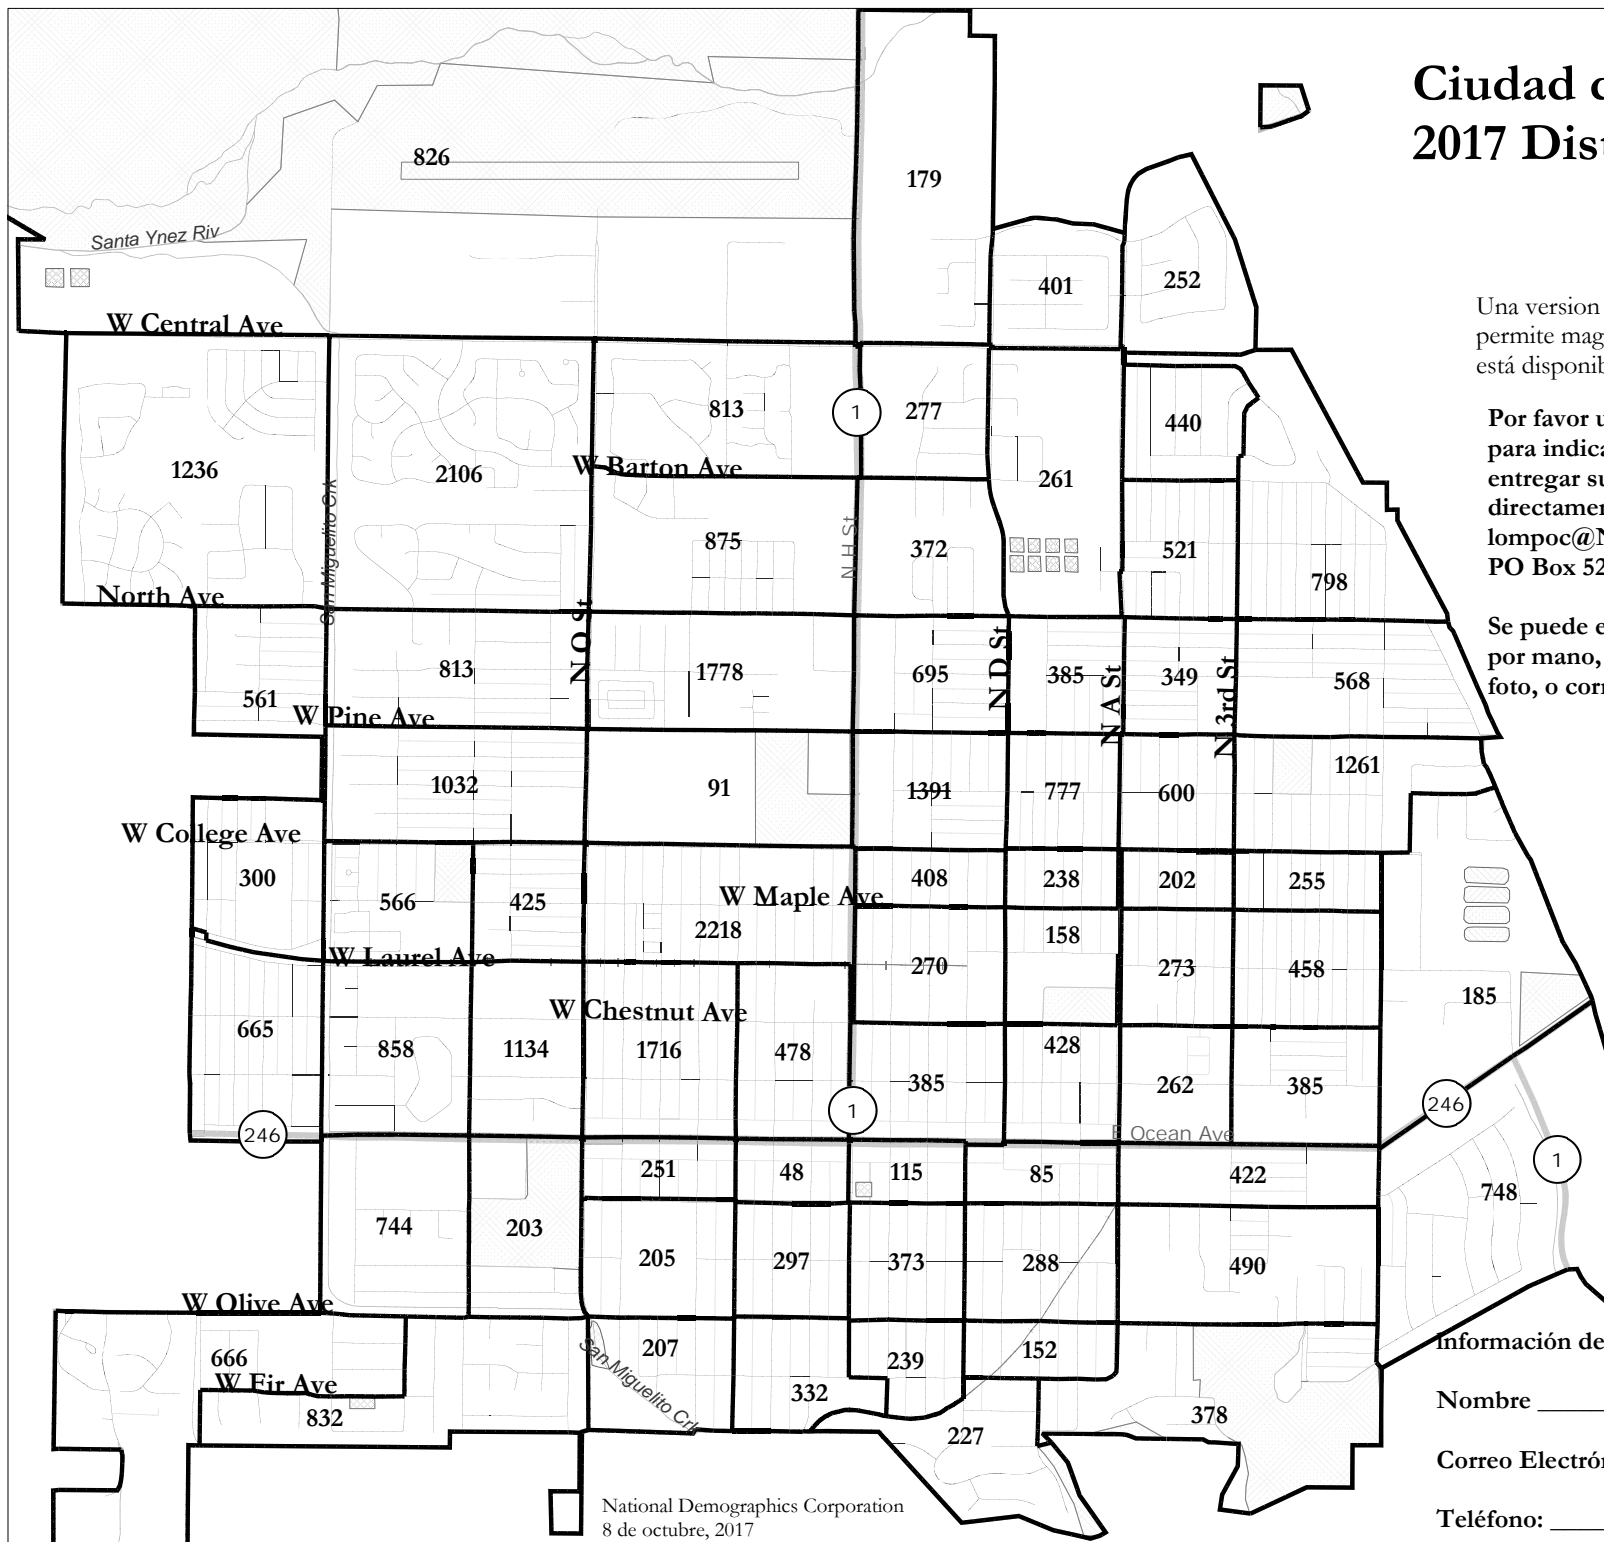 Ciudad d
2017 Dist
826
179
Santa Ynez Riv
401
252
Una version
permite mag
está disponib
W Central Ave
813
1
277
440
Por favor u
para indica
entregar su
directamen
lompoc@N
PO Box 52
1236
2106
W Barton Ave
261
San Miguelito Crk
N H St
875
372
521
798
North Ave
Se puede e
por mano,
foto, o corr
561
813
N O St
1778
695
N D St
385
N A St
349
N 3rd St
568
W Pine Ave
1032
91
1391
777
600
1261
W College Ave
300
566
425
W Maple Ave
408
238
202
255
2218
158
W Laurel Ave
270
273
458
185
W Chestnut Ave
665
858
1134
1716
478
428
385
262
385
246
1
246
E Ocean Ave
1
251
48
115
85
422
748
744
203
205
297
373
288
490
W Olive Ave
666
207
San Miguelito Crk
239
152
Información de
W Fir Ave
832
332
227
378
Nombre ______
Correo Electrón
National Demographics Corporation
8 de octubre, 2017
Teléfono: _____